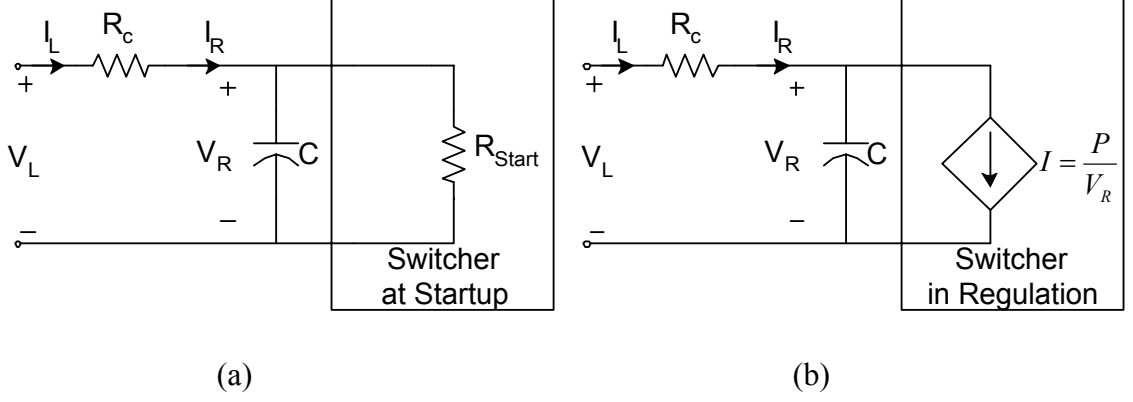 I_L R_c I_R
+ +
V_L V_R C R_Start
− −
Switcher
at Startup
(a)
I_L R_c I_R
+ +
V_L V_R C I = P / V_R
− −
Switcher
in Regulation
(b)